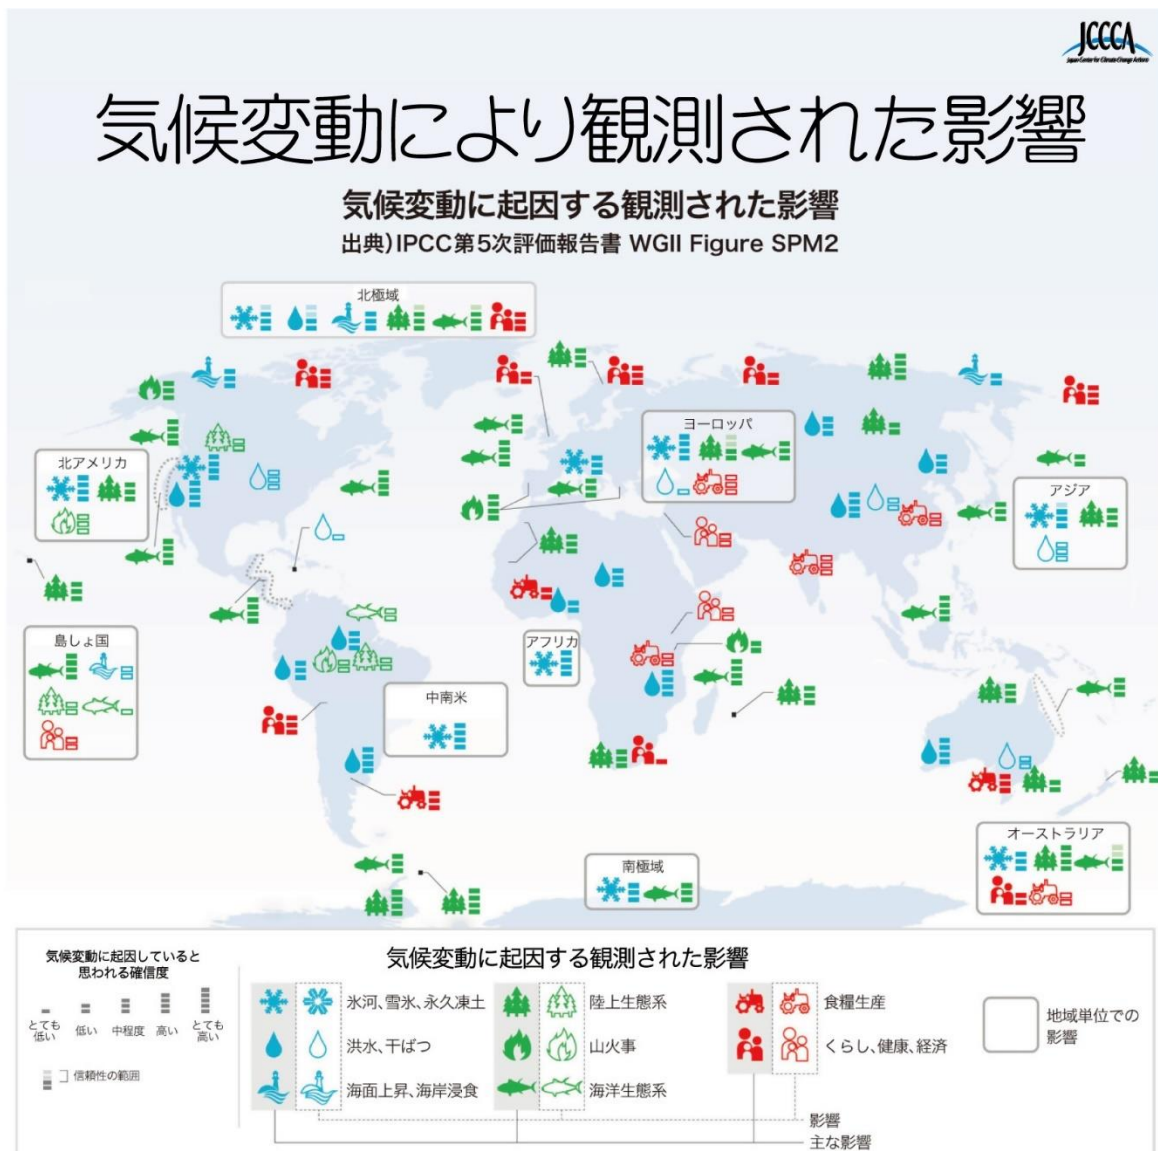 JCCCA
Japan Center for Climate Change Actions
気候変動により観測された影響
気候変動に起因する観測された影響
出典)IPCC第5次評価報告書 WGII Figure SPM2
北極域
ヨーロッパ
北アメリカ
アジア
島しょ国
アフリカ
中南米
オーストラリア
南極域
気候変動に起因していると
思われる確信度
とても
低い
低い
中程度
高い
とても
高い
信頼性の範囲
気候変動に起因する観測された影響
氷河、雪氷、永久凍土
洪水、干ばつ
海面上昇、海岸浸食
陸上生態系
山火事
海洋生態系
食糧生産
くらし、健康、経済
地域単位での
影響
影響
主な影響